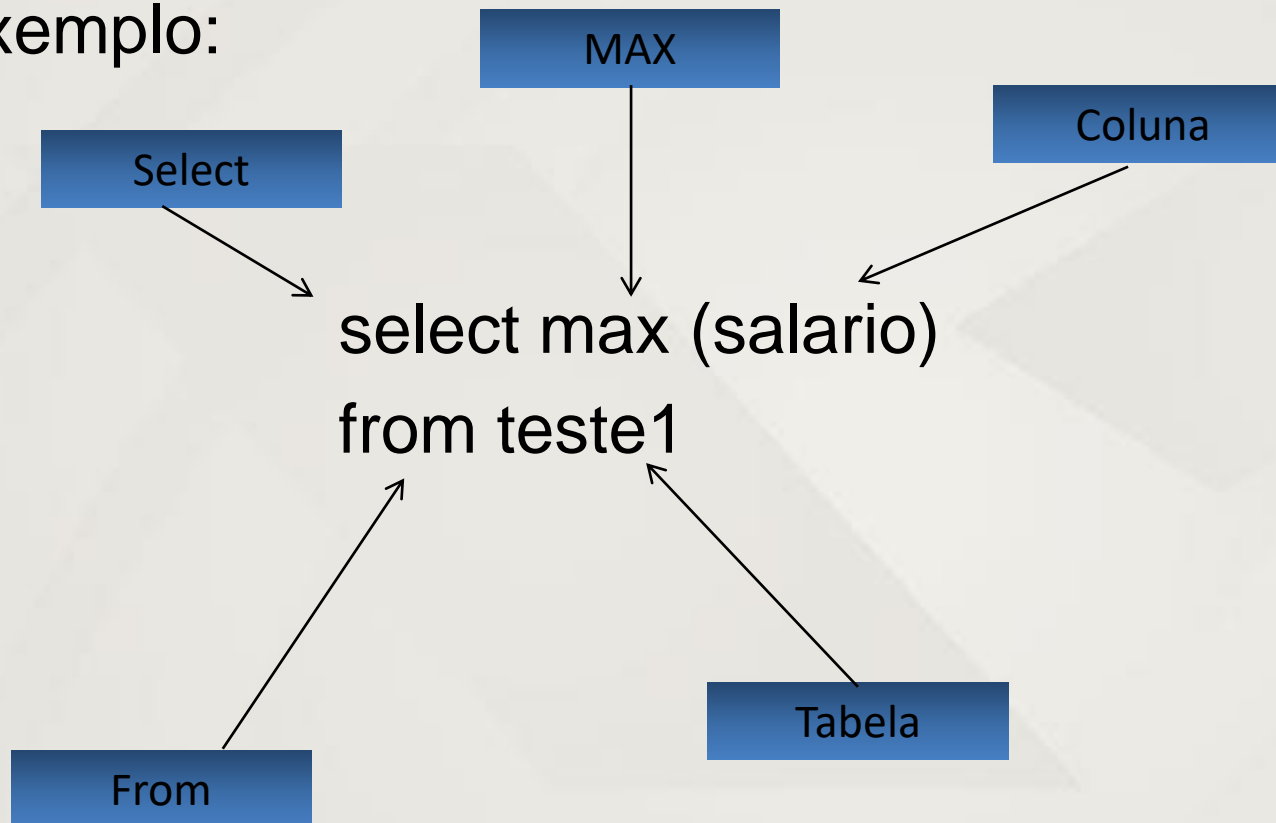 xemplo:
MAX
Coluna
Select
select max (salario)
from teste1
Tabela
From